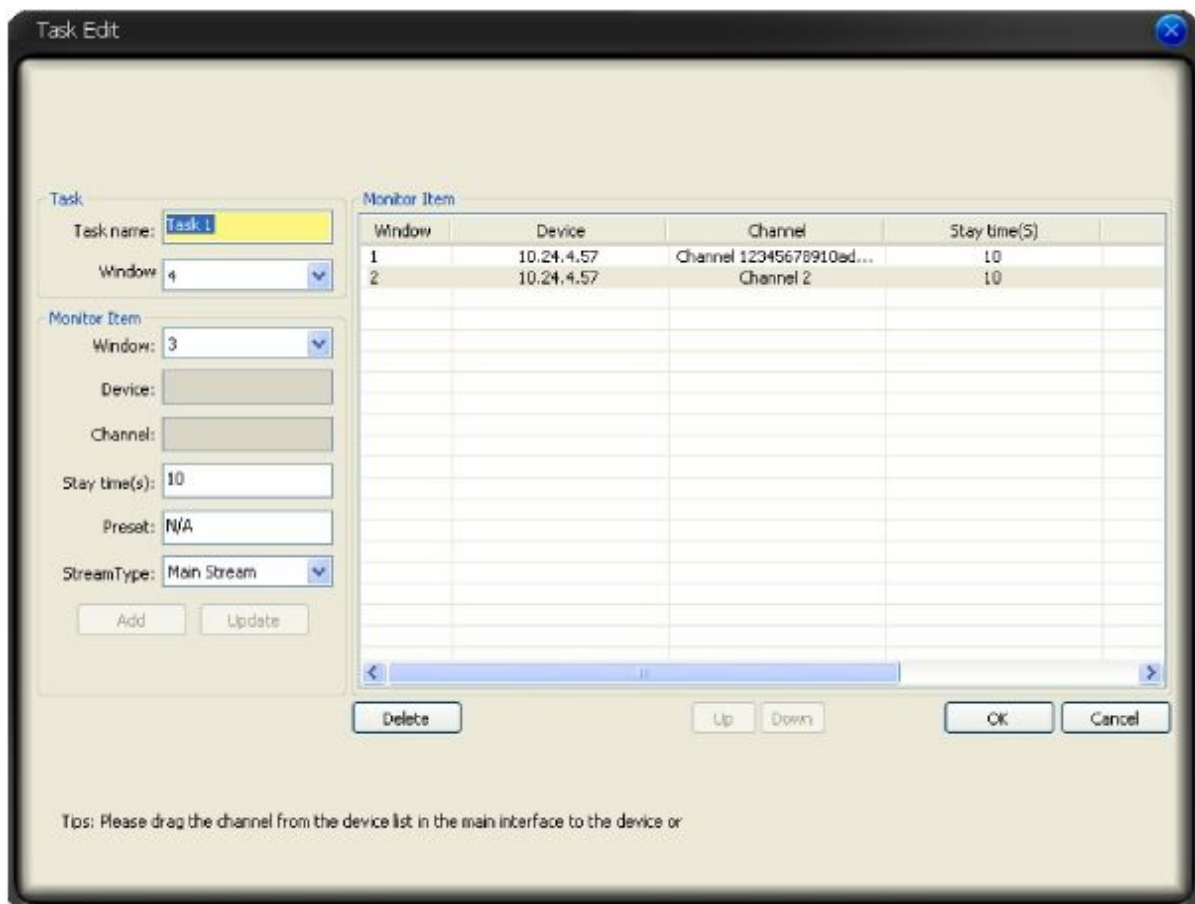 Task Edit
Task
Task name: Task 1
Window 4
Monitor Item
Window: 3
Device:
Channel:
Stay time(s): 10
Preset: N/A
StreamType: Main Stream
Add Update
Monitor Item
Window Device Channel Stay time(S)
1 10.24.4.57 Channel 12345678910ad... 10
2 10.24.4.57 Channel 2 10
Delete Up Down OK Cancel
Tips: Please drag the channel from the device list in the main interface to the device or